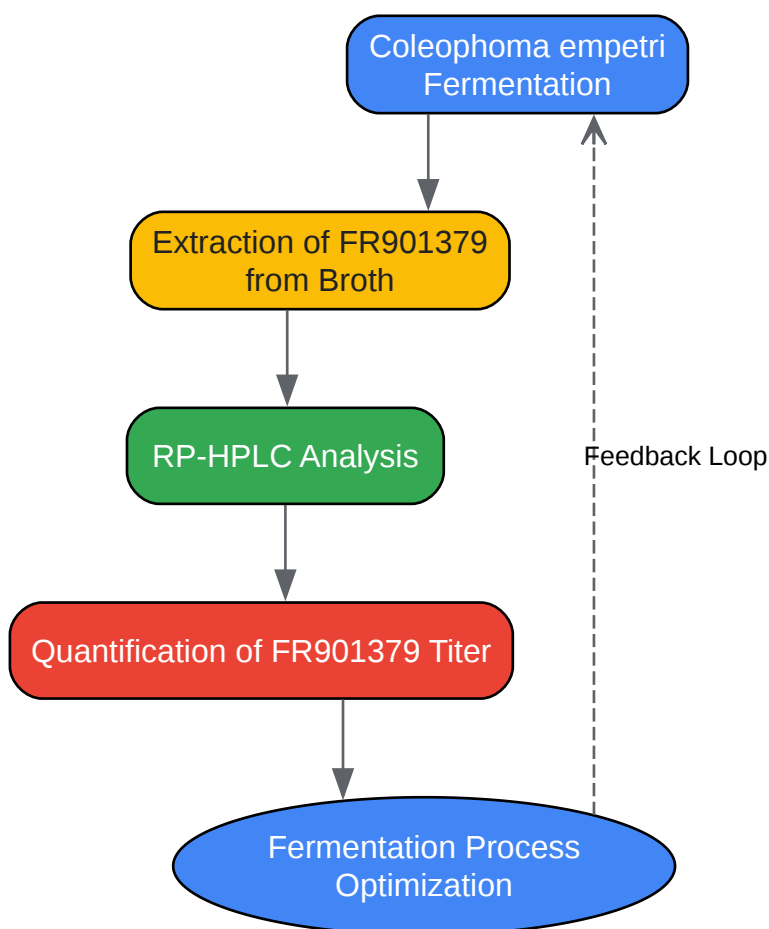 Coleophoma empetri
Fermentation
Extraction of FR901379
from Broth
RP-HPLC Analysis
Feedback Loop
Quantification of FR901379 Titer
Fermentation Process
Optimization